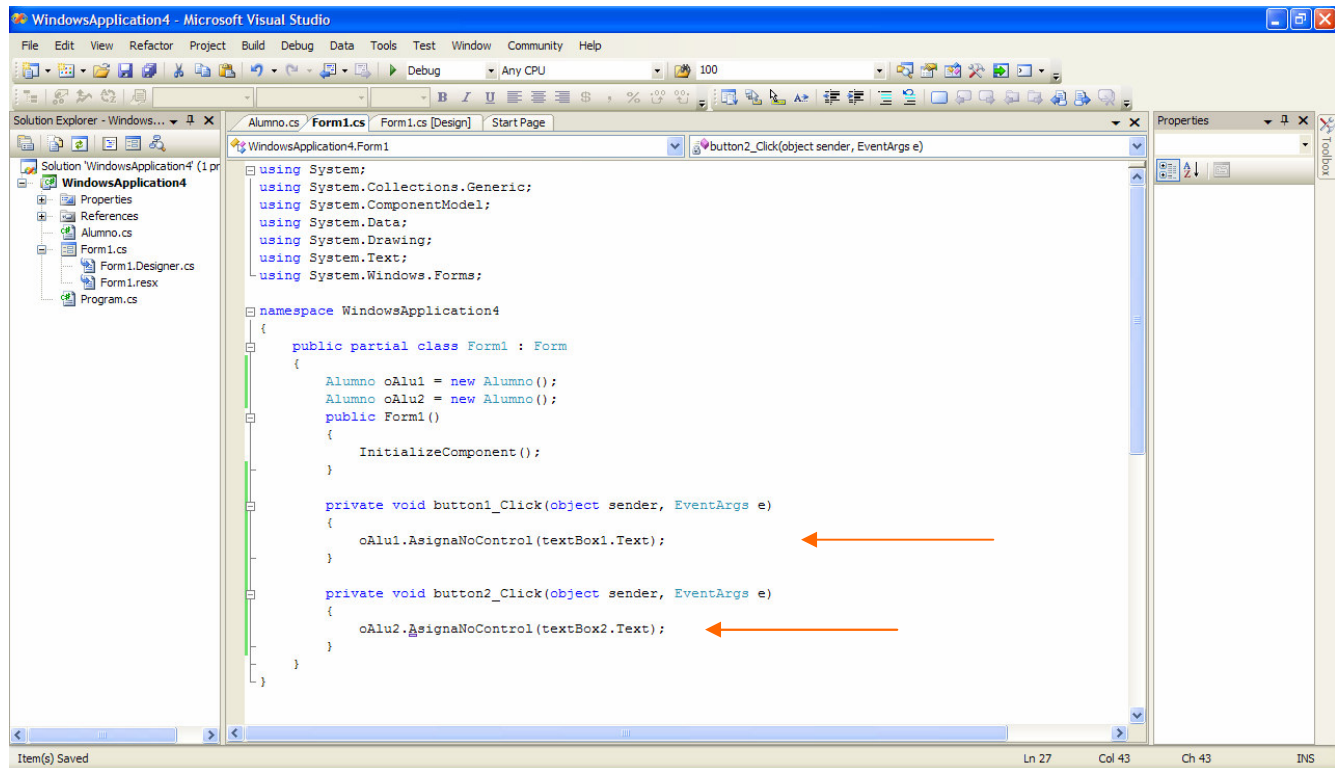 WindowsApplication4 - Microsoft Visual Studio
File Edit View Refactor Project Build Debug Data Tools Test Window Community Help
Debug Any CPU 100
B I U
Solution Explorer - Windows...
Alumno.cs Form1.cs Form1.cs [Design] Start Page
Properties
Toolbox
WindowsApplication4.Form1 button2_Click(object sender, EventArgs e)
Solution 'WindowsApplication4' (1 pr
WindowsApplication4
Properties
References
Alumno.cs
Form1.cs
Form1.Designer.cs
Form1.resx
Program.cs
using System;
using System.Collections.Generic;
using System.ComponentModel;
using System.Data;
using System.Drawing;
using System.Text;
using System.Windows.Forms;
namespace WindowsApplication4
{
public partial class Form1 : Form
{
Alumno oAlu1 = new Alumno();
Alumno oAlu2 = new Alumno();
public Form1()
{
InitializeComponent();
}
private void button1_Click(object sender, EventArgs e)
{
oAlu1.AsignaNoControl(textBox1.Text);
}
private void button2_Click(object sender, EventArgs e)
{
oAlu2.AsignaNoControl(textBox2.Text);
}
}
}
Item(s) Saved Ln 27 Col 43 Ch 43 INS